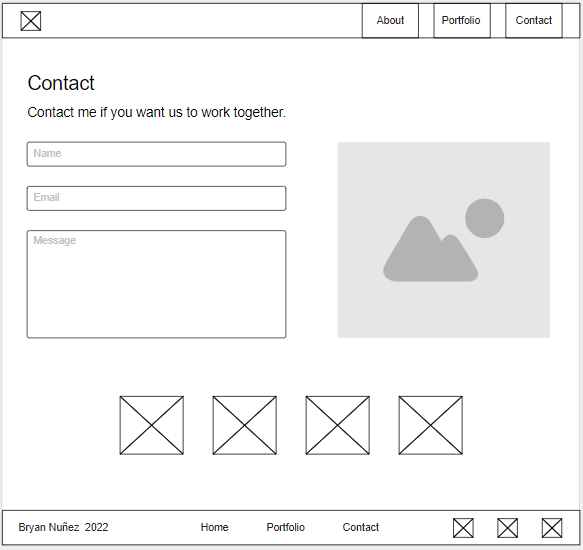 About
Portfolio
Contact
Contact
Contact me if you want us to work together.
Name
Email
Message
Bryan Nuñez 2022
Home
Portfolio
Contact